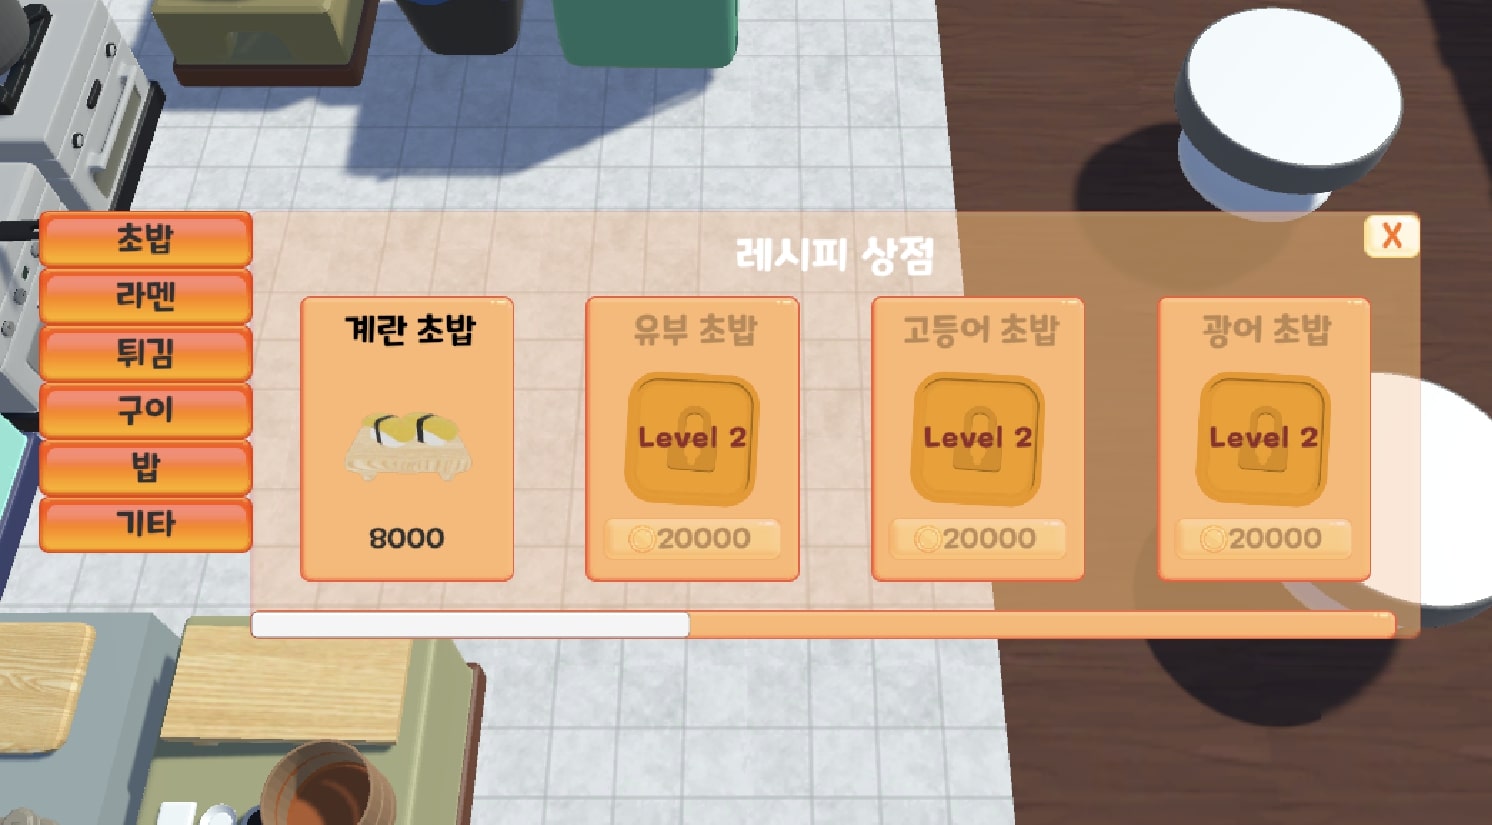 초밥
라멘
튀김
구이
밥
기타
레시피 상점
X
계란 초밥
8000
유부 초밥
Level 2
20000
고등어 초밥
Level 2
20000
광어 초밥
Level 2
20000